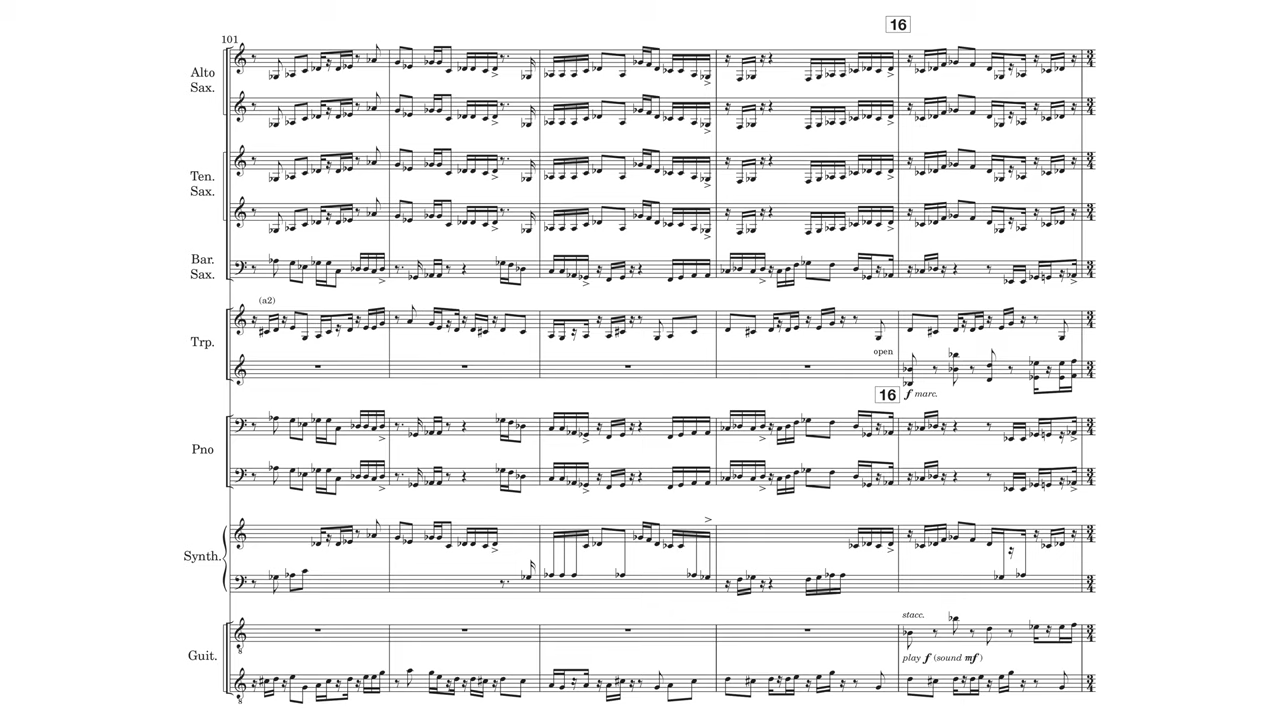 16
101
Alto
Sax.
Ten.
Sax.
Bar.
Sax.
(a2)
Trp.
open
f marc.
16
Pno
Synth.
stacc.
Guit.
play f (sound mf)